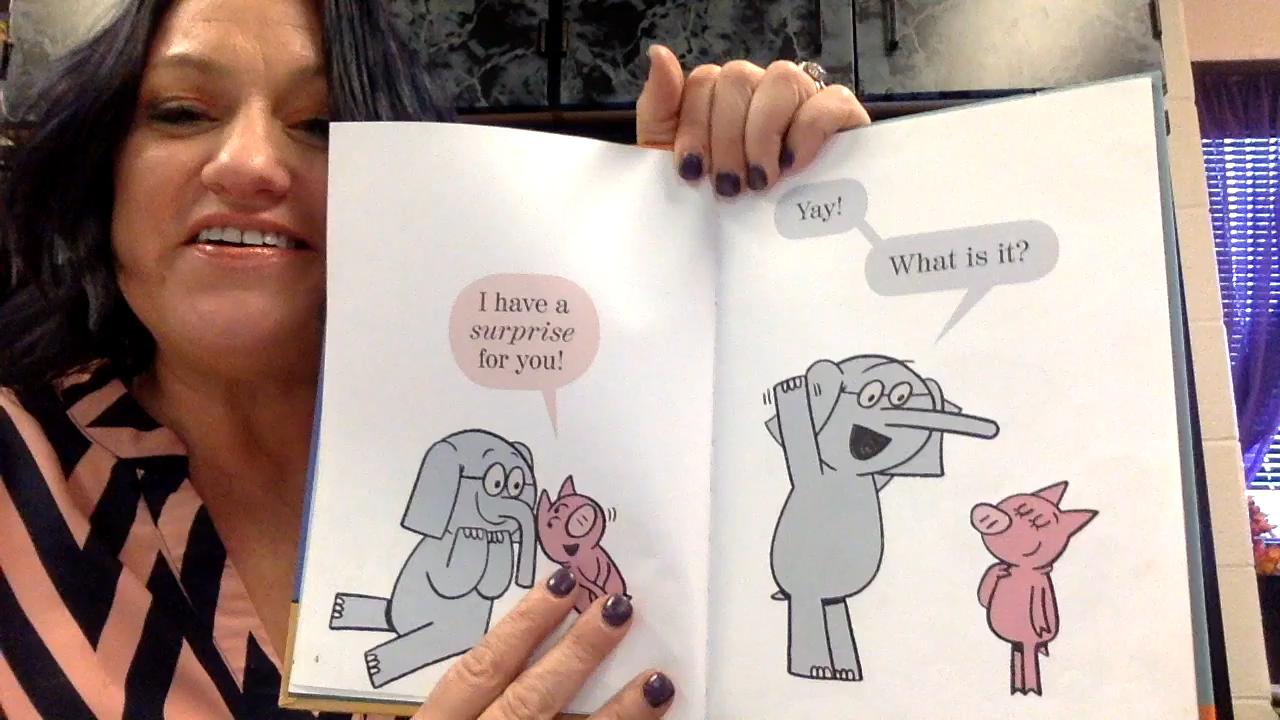 I have a
surprise
for you!
Yay!
What is it?